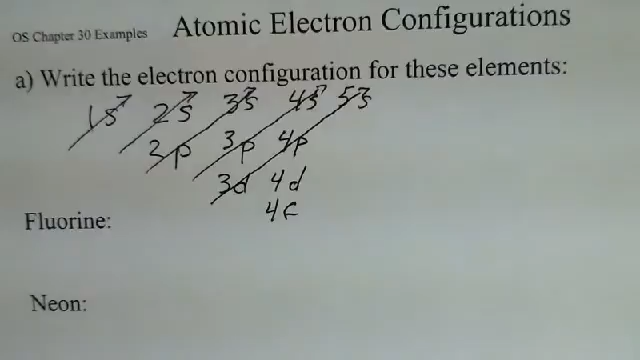 OS Chapter 30 Examples Atomic Electron Configurations
a) Write the electron configuration for these elements:
1s 2s 3s 4s 5s
2p 3p 4p
3d 4d
4f
Fluorine:
Neon: